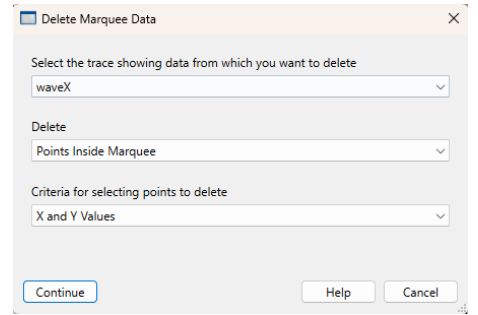 Delete Marquee Data
Select the trace showing data from which you want to delete
waveX
Delete
Points Inside Marquee
Criteria for selecting points to delete
X and Y Values
Continue Help Cancel